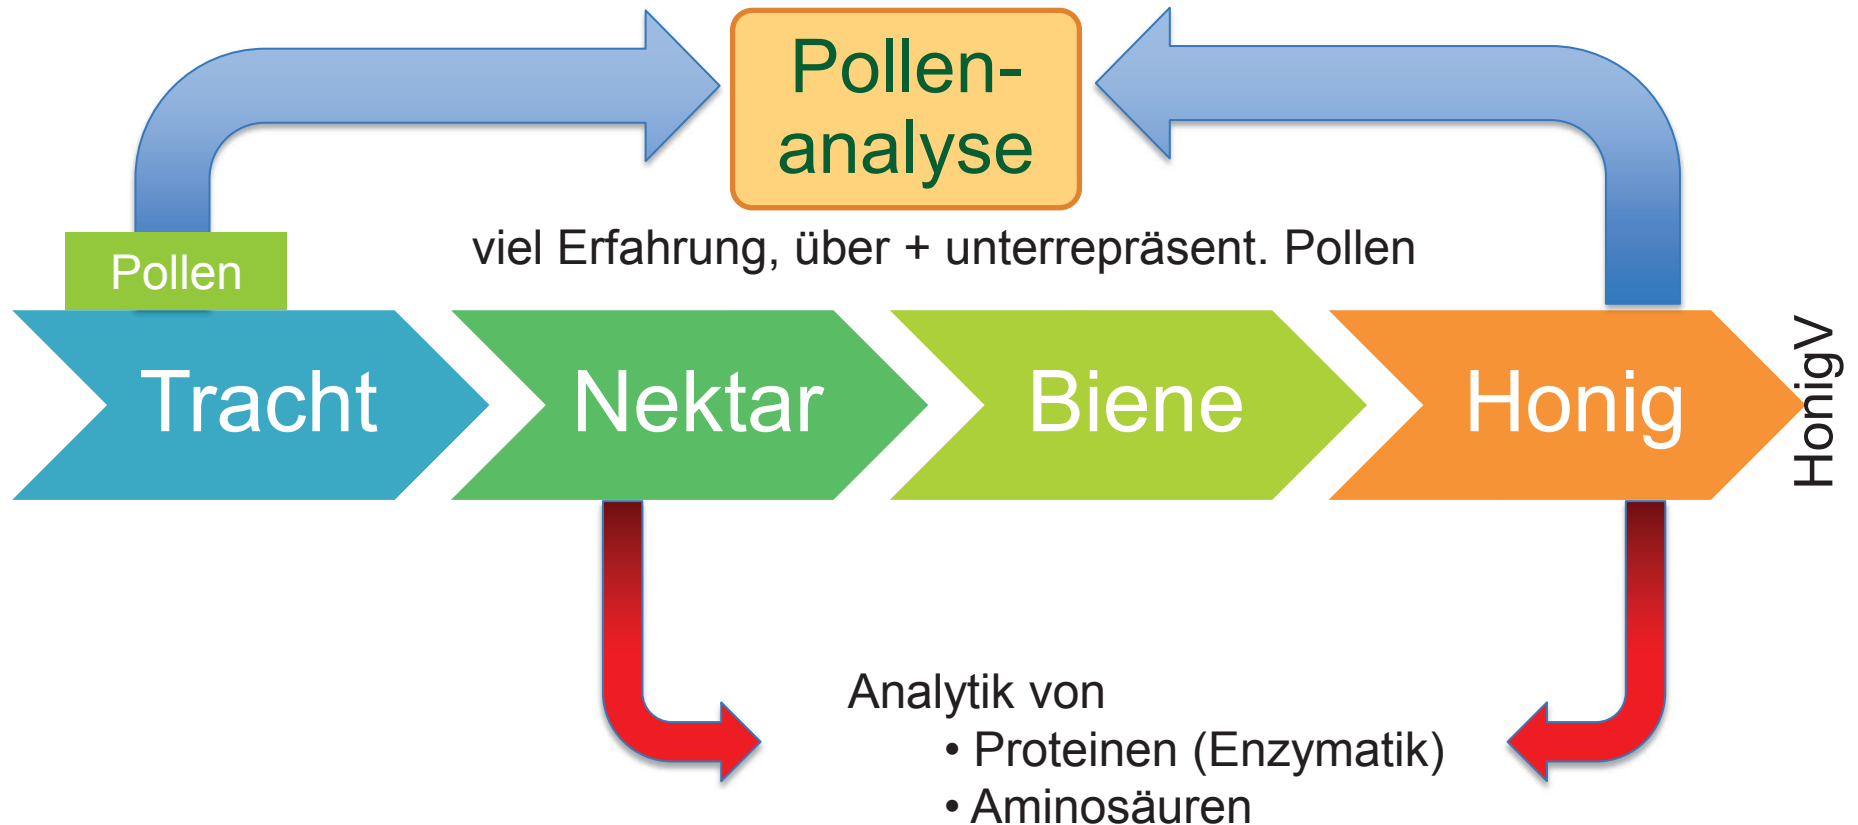 Pollen-
analyse
viel Erfahrung, über + unterrepräsent. Pollen
Pollen
Tracht
Nektar
Biene
Honig
HonigV
Analytik von
• Proteinen (Enzymatik)
• Aminosäuren